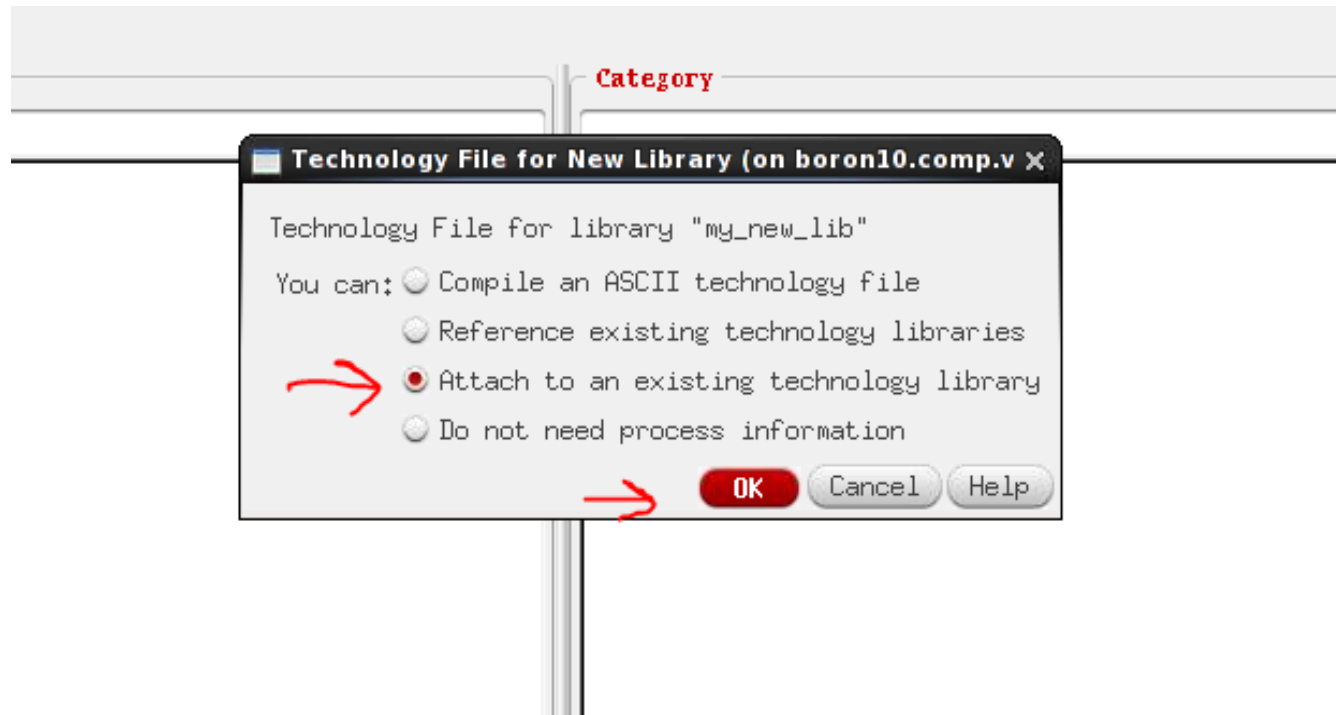 Category
Technology File for New Library (on boron10.comp.v
Technology File for library "my_new_lib"
You can: Compile an ASCII technology file
Reference existing technology libraries
Attach to an existing technology library
Do not need process information
OK Cancel Help